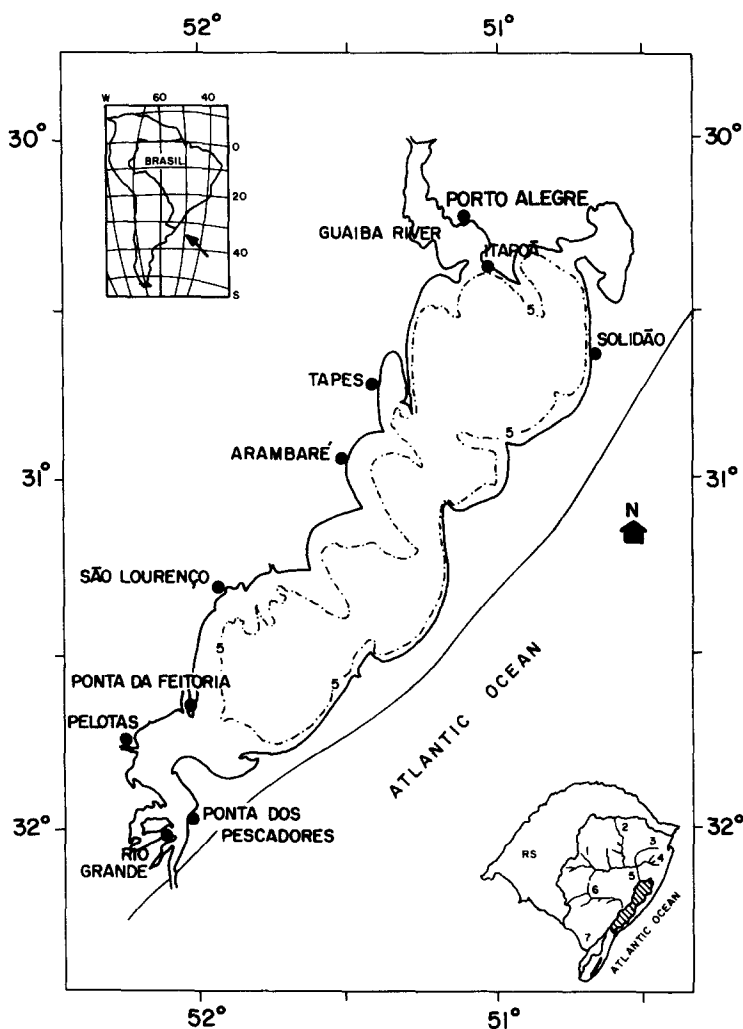 52° 51°
W 60 40
30° 30°
0
BRASIL
20
40
S
PORTO ALEGRE
GUAIBA RIVER
ITAPOÃ
5
SOLIDÃO
TAPES
5
ARAMBARÉ
31° 31°
N
SÃO LOURENÇO
5
5
PONTA DA FEITORIA
PELOTAS
ATLANTIC OCEAN
PONTA DOS
PESCADORES
32° 32°
RIO
GRANDE
RS
1
2
3
4
5
6
7
ATLANTIC OCEAN
52° 51°